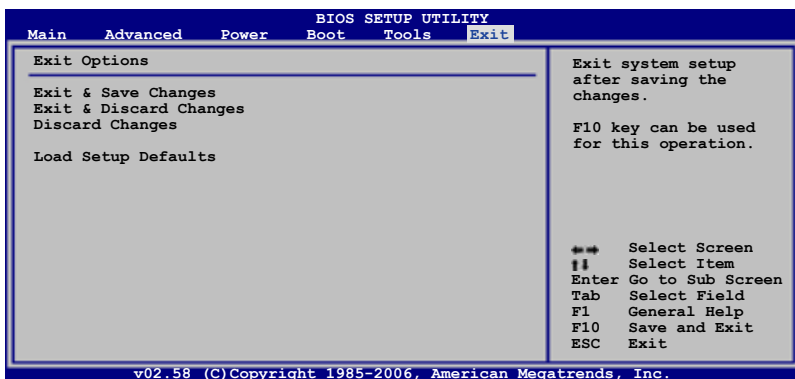 BIOS SETUP UTILITY
Main Advanced Power Boot Tools Exit
Exit Options
Exit & Save Changes
Exit & Discard Changes
Discard Changes
Load Setup Defaults
Exit system setup
after saving the
changes.
F10 key can be used
for this operation.
←→ Select Screen
↑↓ Select Item
Enter Go to Sub Screen
Tab Select Field
F1 General Help
F10 Save and Exit
ESC Exit
v02.58 (C)Copyright 1985-2006, American Megatrends, Inc.